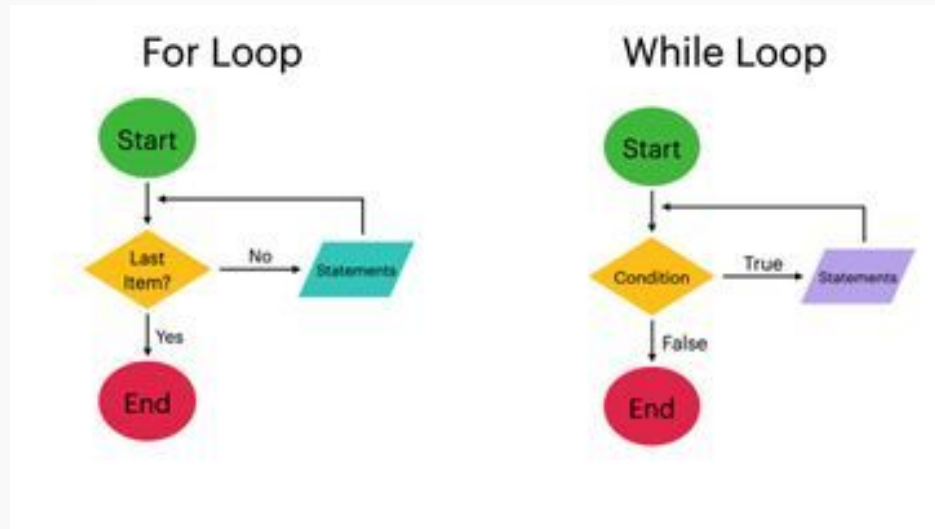 For Loop
Start
Last
Item?
No
Statements
Yes
End
While Loop
Start
Condition
True
Statements
False
End